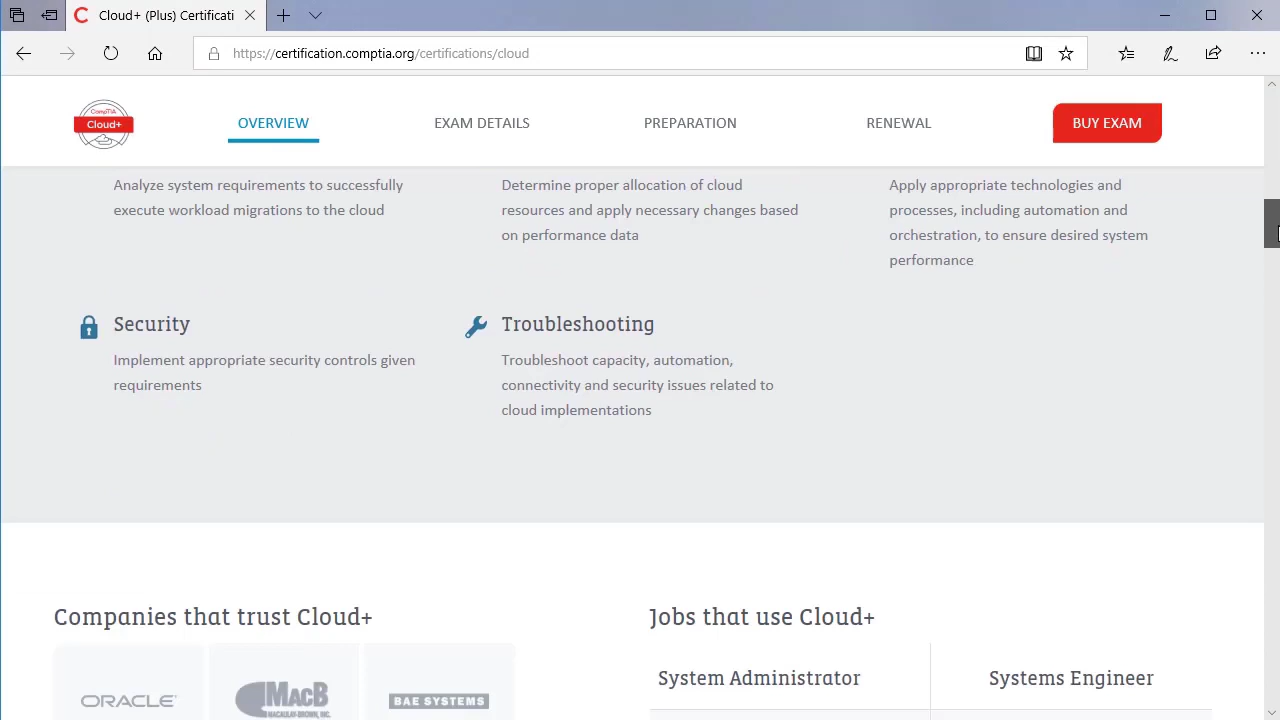 Cloud+ (Plus) Certificati
https://certification.comptia.org/certifications/cloud
CompTIA
Cloud+
OVERVIEW
EXAM DETAILS
PREPARATION
RENEWAL
BUY EXAM
Analyze system requirements to successfully
execute workload migrations to the cloud
Determine proper allocation of cloud
resources and apply necessary changes based
on performance data
Apply appropriate technologies and
processes, including automation and
orchestration, to ensure desired system
performance
Security
Implement appropriate security controls given
requirements
Troubleshooting
Troubleshoot capacity, automation,
connectivity and security issues related to
cloud implementations
Companies that trust Cloud+
ORACLE
MacB
MACAULAY-BROWN, INC.
BAE SYSTEMS
Jobs that use Cloud+
System Administrator
Systems Engineer